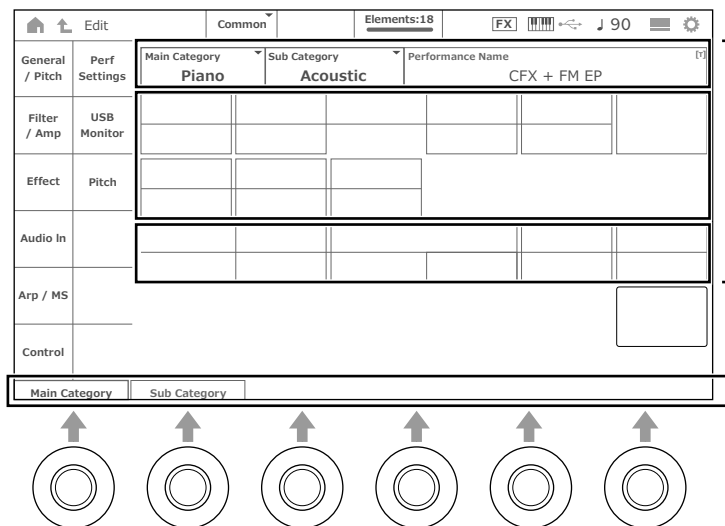 Edit
Common
Elements:18
FX
♩ 90
General / Pitch
Perf Settings
Main Category
Sub Category
Performance Name
[T]
Piano
Acoustic
CFX + FM EP
Filter / Amp
USB Monitor
Effect
Pitch
Audio In
Arp / MS
Control
Main Category
Sub Category